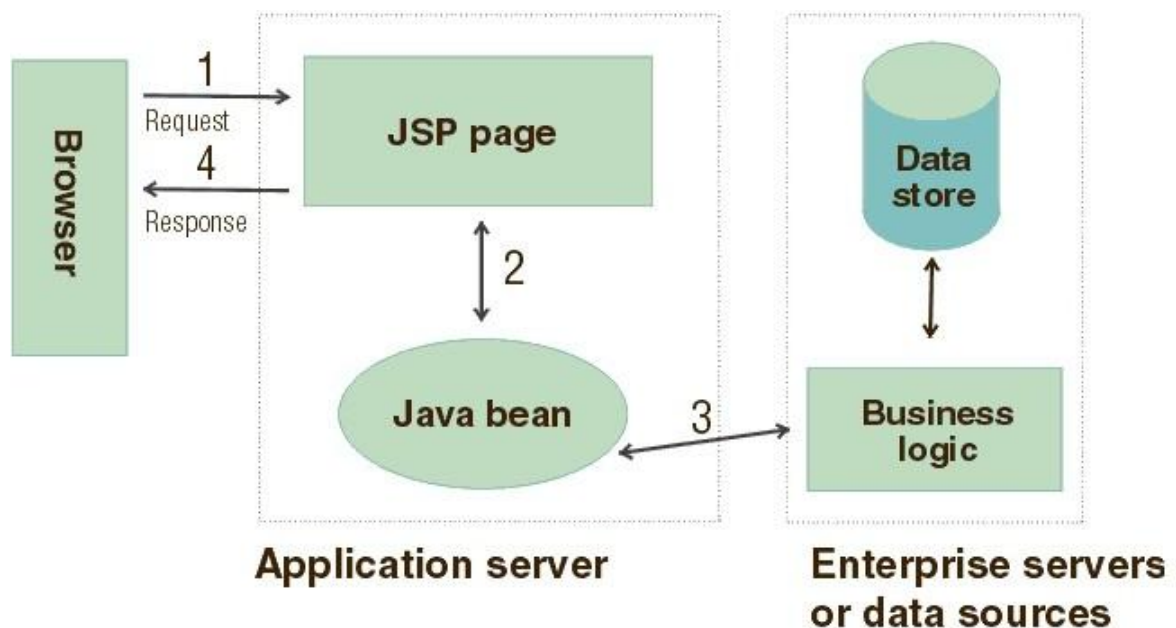 1
Request
4
Response
Browser
JSP page
2
Java bean
3
Data
store
Business
logic
Application server
Enterprise servers
or data sources